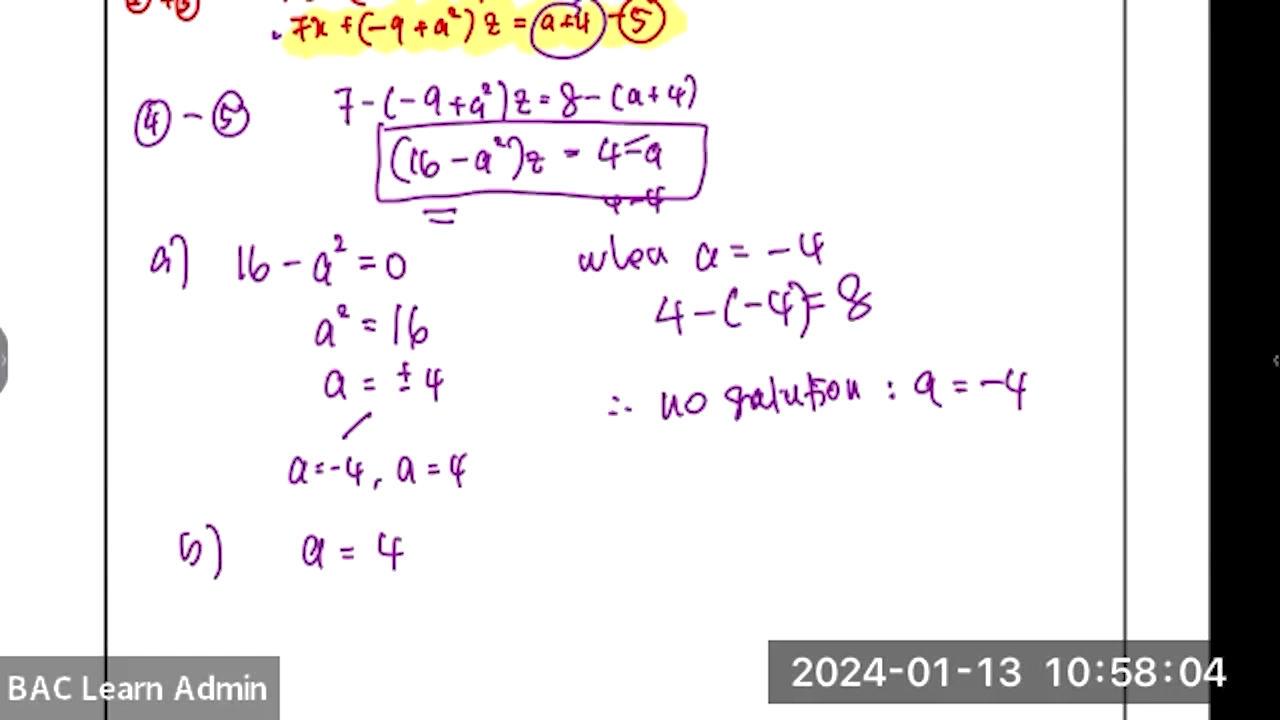 7x + (-9 + a²) z = a+4 - ⑤
④ - ⑤ 7 - (-9 + a²) z = 8 - (a+4)
(16 - a²) z = 4 - a
4-4
a) 16 - a² = 0
a² = 16
a = ± 4
a = -4, a = 4
when a = -4
4 - (-4) = 8
∴ no solution : a = -4
b) a = 4
BAC Learn Admin
2024-01-13 10:58:04